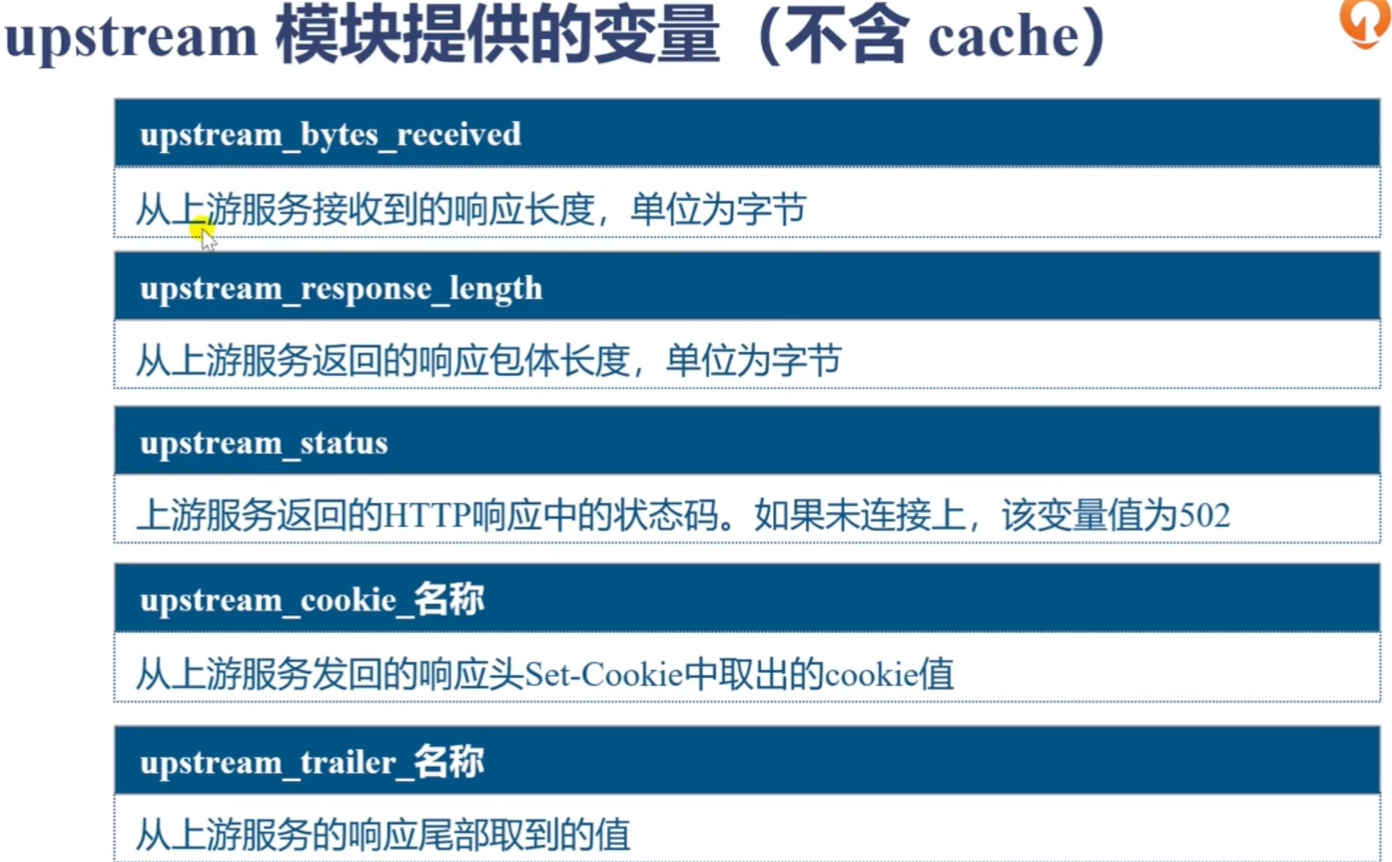 upstream 模块提供的变量（不含 cache）
upstream_bytes_received
从上游服务接收到的响应长度，单位为字节
upstream_response_length
从上游服务返回的响应包体长度，单位为字节
upstream_status
上游服务返回的HTTP响应中的状态码。如果未连接上，该变量值为502
upstream_cookie_名称
从上游服务发回的响应头Set-Cookie中取出的cookie值
upstream_trailer_名称
从上游服务的响应尾部取到的值